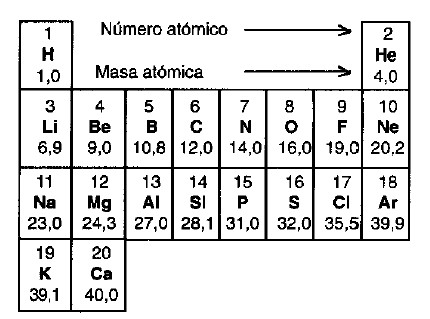 1 Número atómico 2
H He
1,0 Masa atómica 4,0
3 4 5 6 7 8 9 10
Li Be B C N O F Ne
6,9 9,0 10,8 12,0 14,0 16,0 19,0 20,2
11 12 13 14 15 16 17 18
Na Mg Al Si P S Cl Ar
23,0 24,3 27,0 28,1 31,0 32,0 35,5 39,9
19 20
K Ca
39,1 40,0